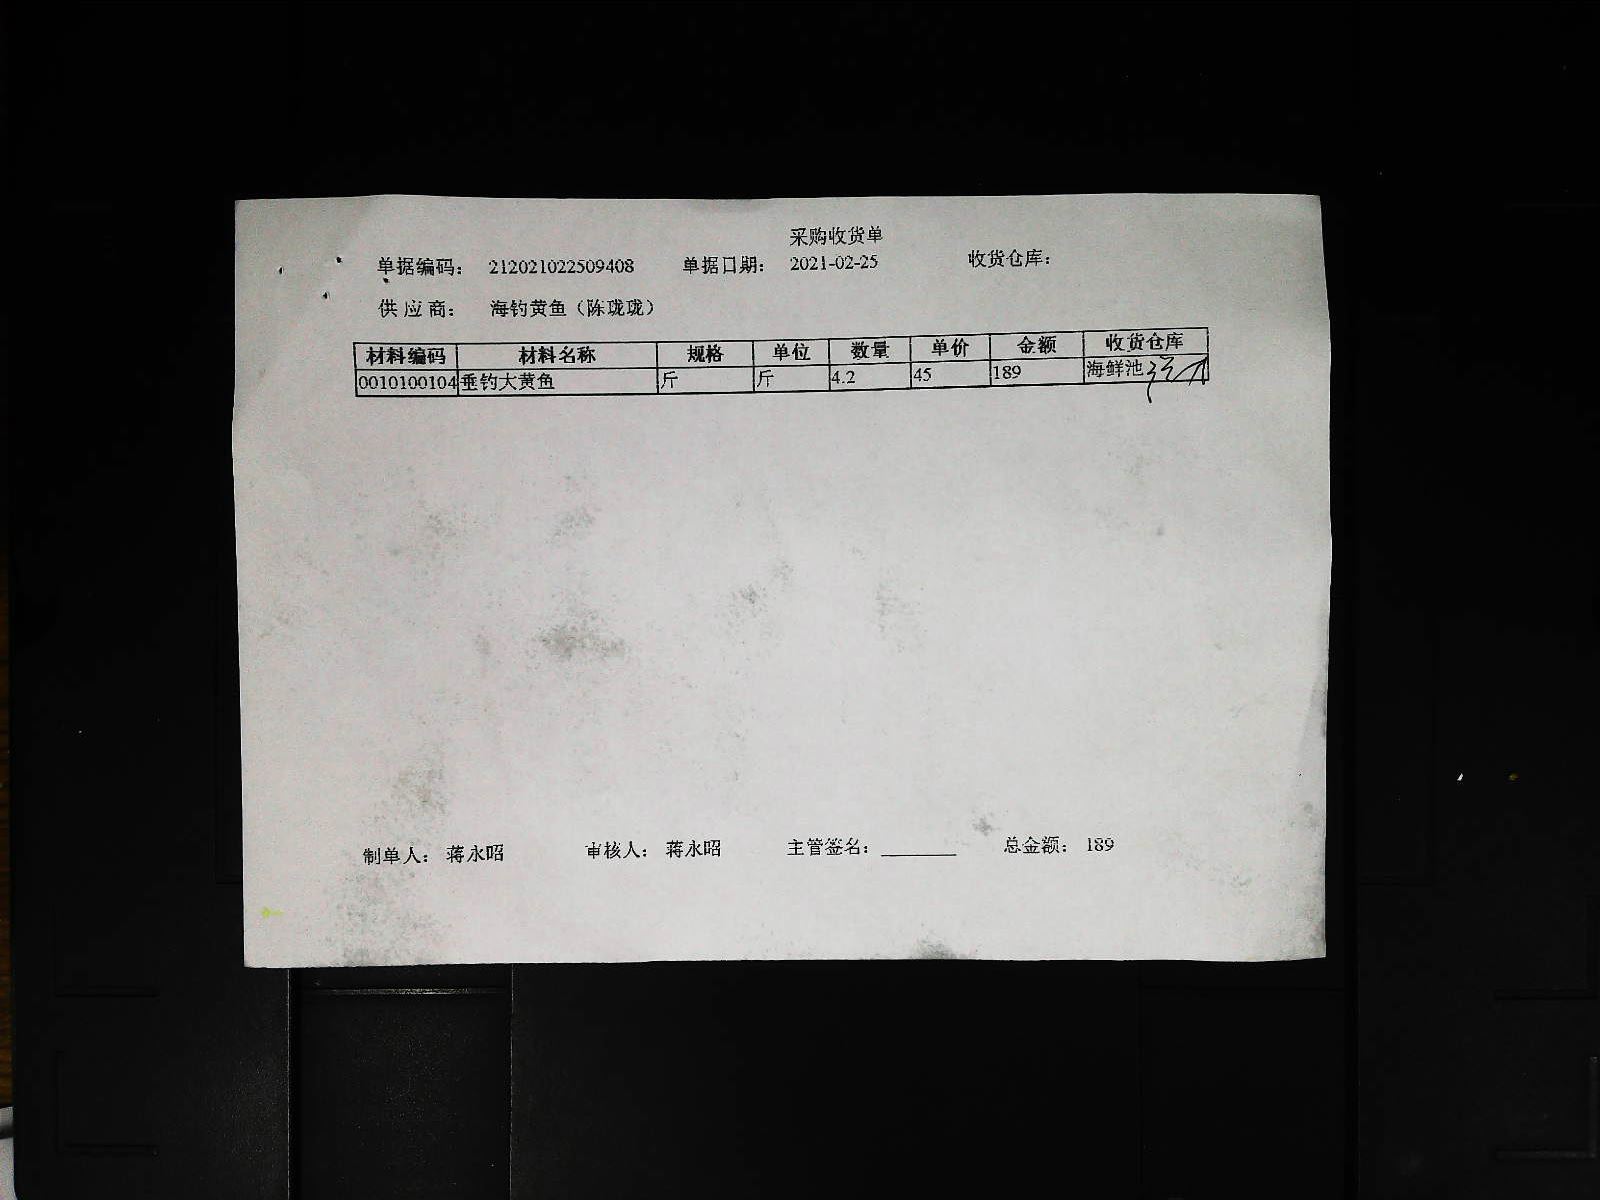 采购收货单
单据编码: 212021022509408 单据日期: 2021-02-25 收货仓库:
供应商: 海钓黄鱼(陈珑珑)
材料编码 材料名称 规格 单位 数量 单价 金额 收货仓库
0010100104 垂钓大黄鱼 斤 斤 4.2 45 189 海鲜池
制单人: 蒋永昭 审核人: 蒋永昭 主管签名: 总金额: 189